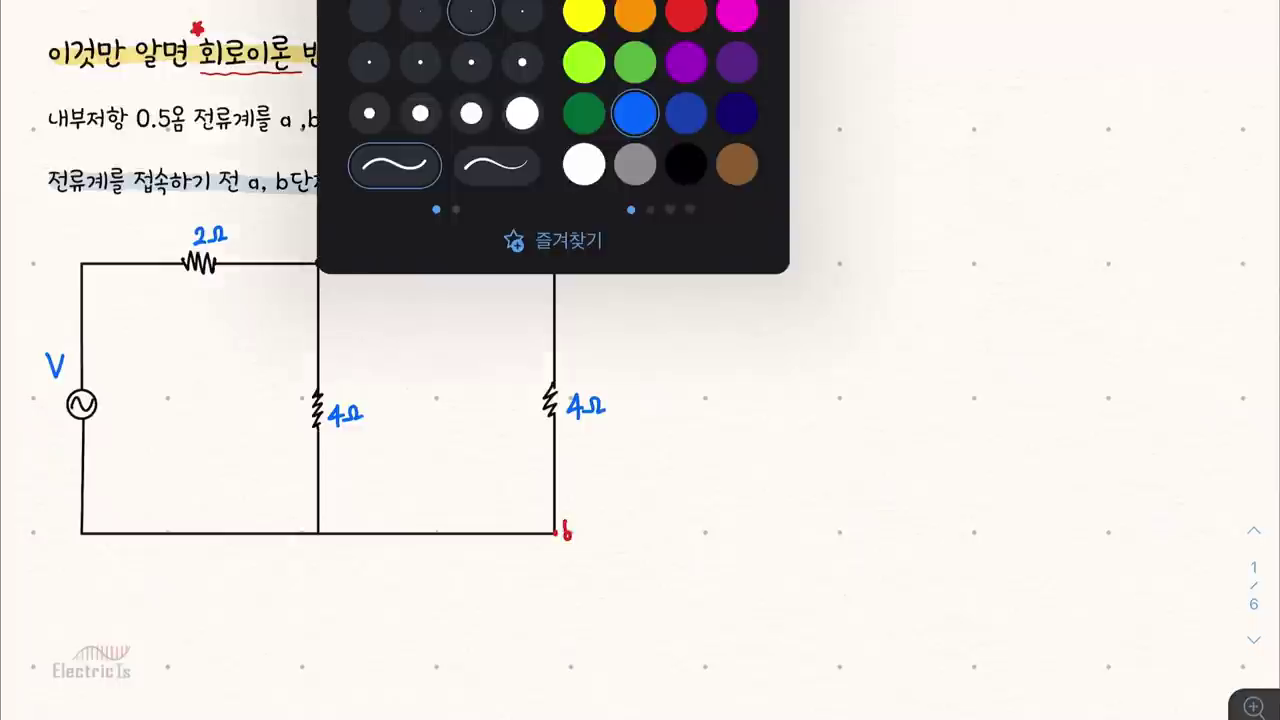 이것만 알면 회로이론
내부저항 0.5옴 전류계를 a ,b
전류계를 접속하기 전 a, b단
즐겨찾기
2Ω
V
4Ω
4Ω
b
1
/
6
ElectricTs